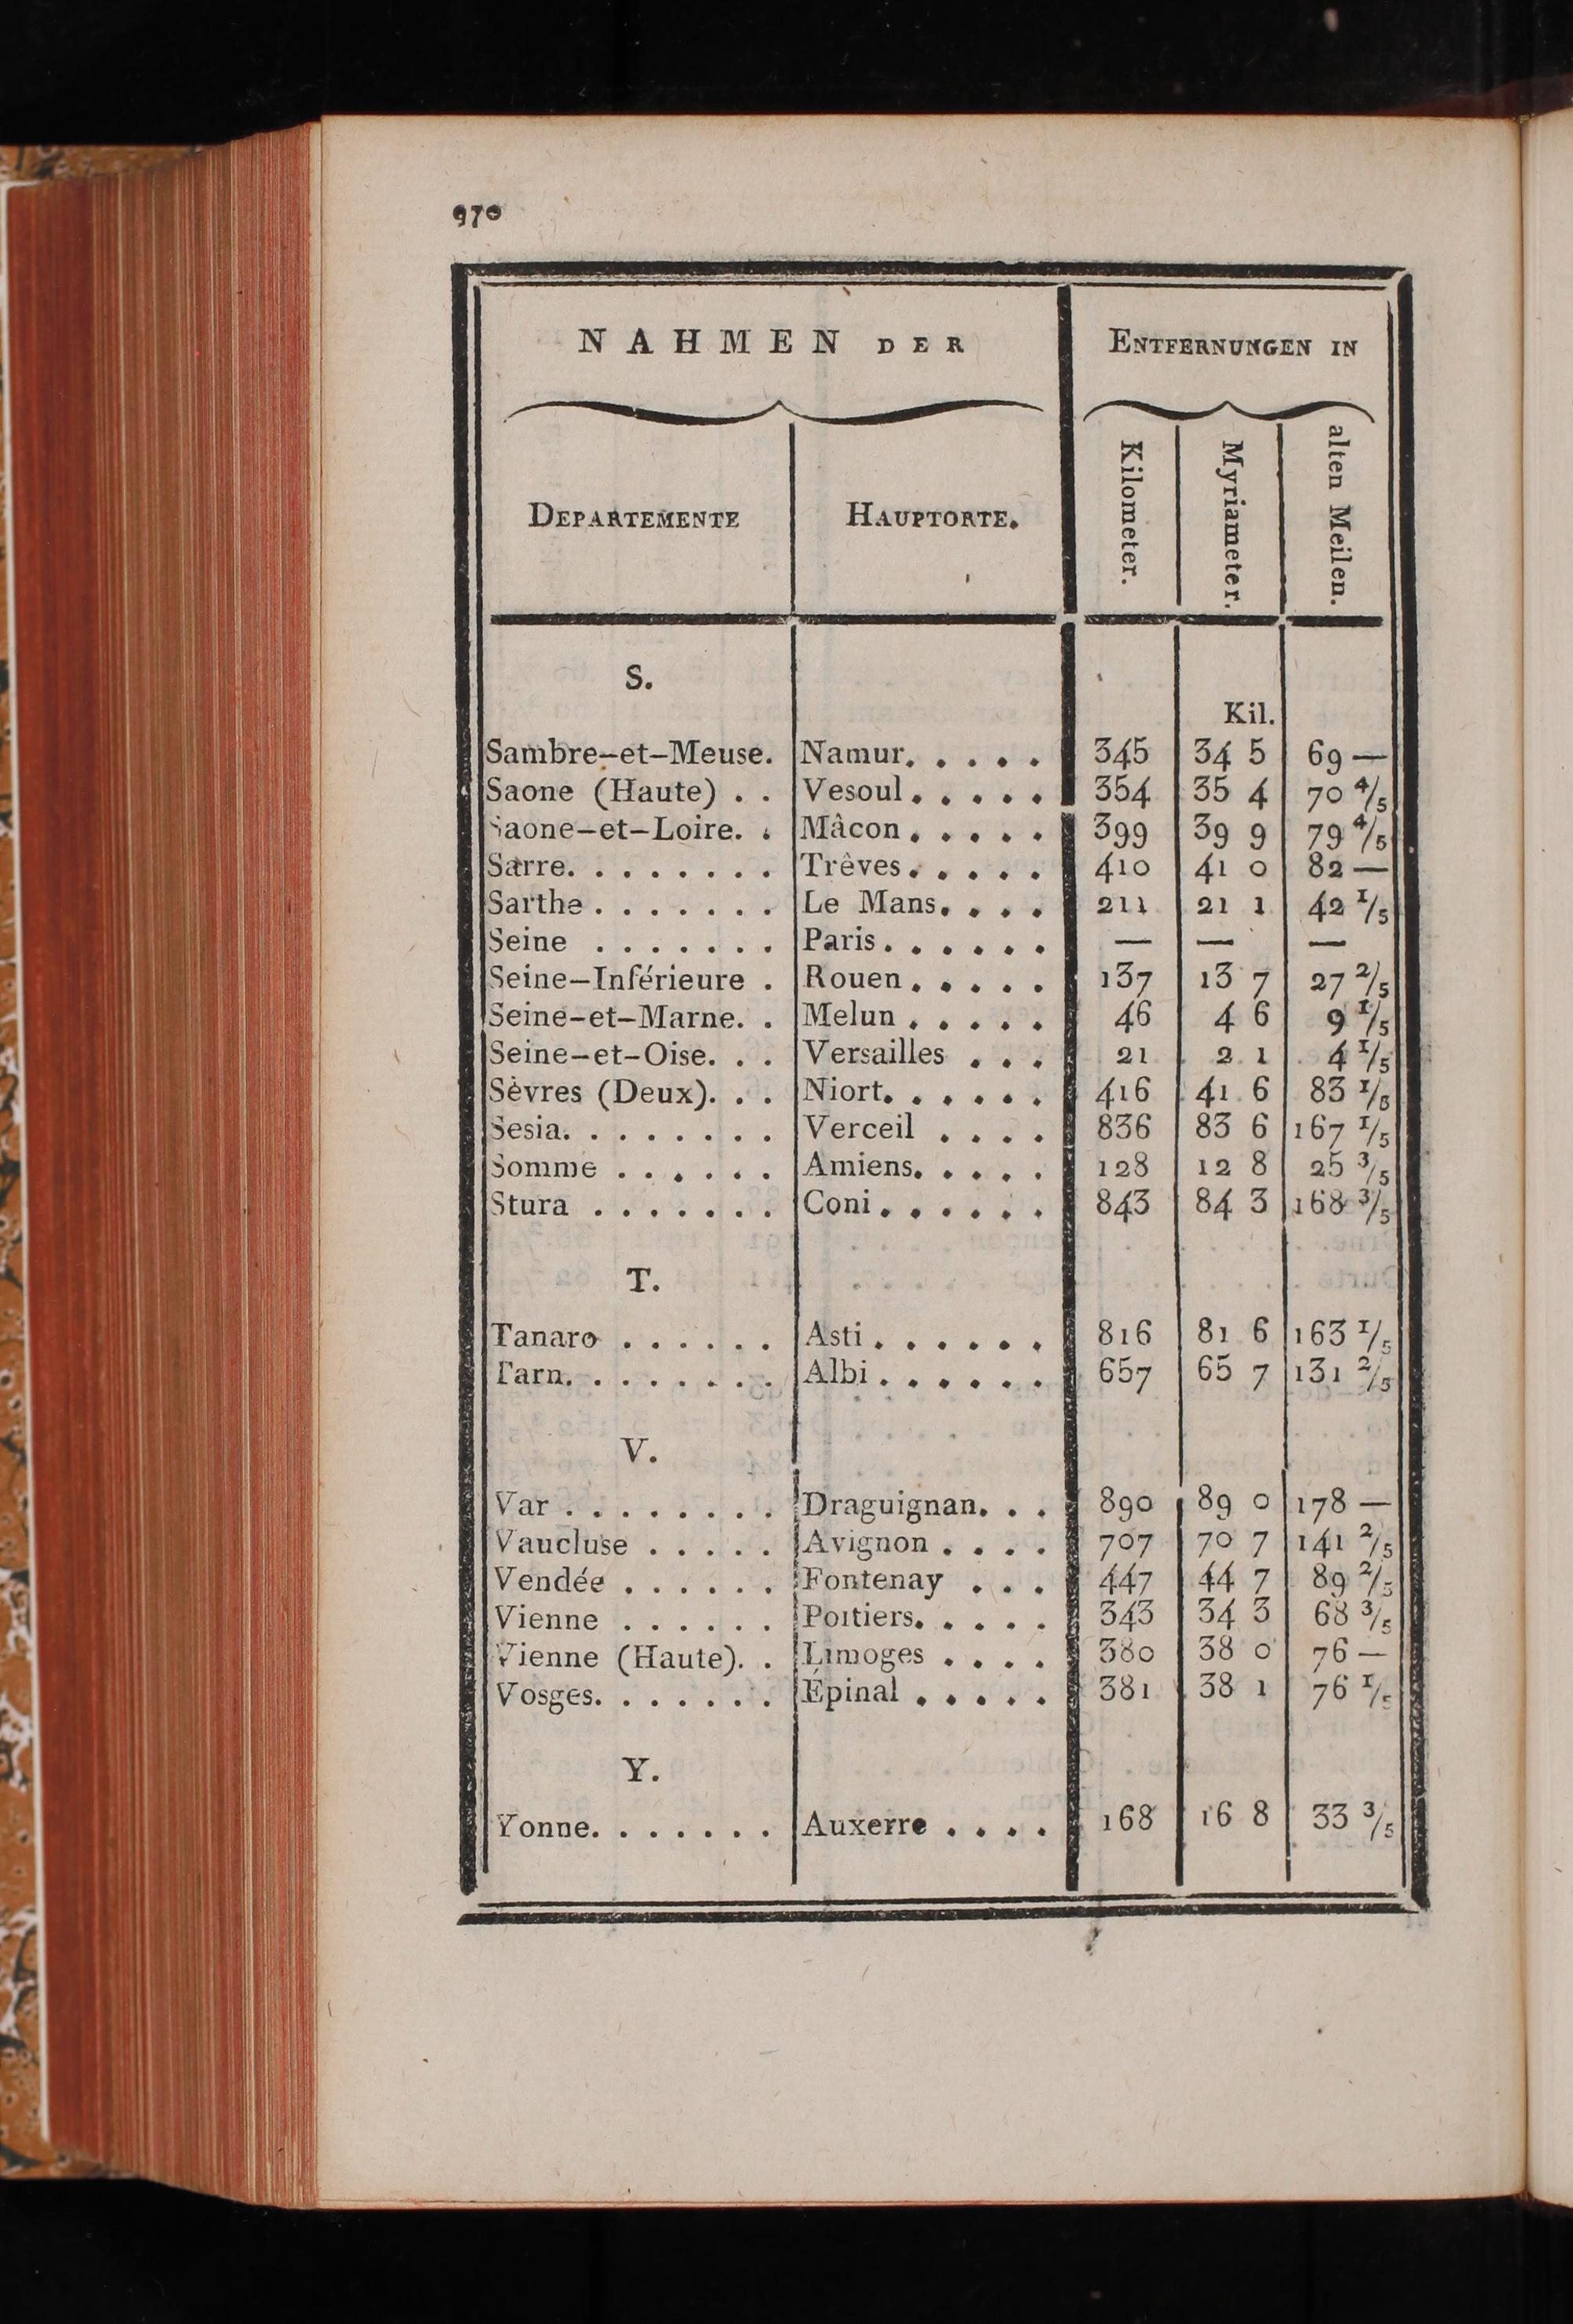 970
NAHMEN DER ENTFERNUNGEN IN
DEPARTEMENTE HAUPTORTE. Kilometer. Myriameter. alten Meilen.
S.
Kil.
Sambre-et-Meuse. Namur. . . . . . 345 34 5 69 —
Saone (Haute) . . Vesoul . . . . . 354 35 4 70 4/5
Saone-et-Loire. . Mâcon . . . . . 399 39 9 79 4/5
Sarre. . . . . . . . Trêves . . . . . 410 41 0 82 —
Sarthe . . . . . . . Le Mans. . . . 211 21 1 42 1/5
Seine . . . . . . . Paris . . . . . . — — —
Seine-Inférieure . Rouen . . . . . 137 13 7 27 2/5
Seine-et-Marne. . Melun . . . . . 46 4 6 9 1/5
Seine-et-Oise. . . Versailles . . . 21 2 1 4 1/5
Sèvres (Deux). . . Niort. . . . . . 416 41 6 83 1/5
Sesia. . . . . . . . Verceil . . . . 836 83 6 167 1/5
Somme . . . . . . Amiens. . . . . 128 12 8 25 3/5
Stura . . . . . . . Coni . . . . . . 843 84 3 168 3/5
T.
Tanaro . . . . . . Asti . . . . . . 816 81 6 163 1/5
Tarn. . . . . . . . Albi . . . . . . 657 65 7 131 2/5
V.
Var . . . . . . . . Draguignan. . . 890 89 0 178 —
Vaucluse . . . . . Avignon . . . . 707 70 7 141 2/5
Vendée . . . . . . Fontenay . . . 447 44 7 89 2/5
Vienne . . . . . . Poitiers. . . . . 343 34 3 68 3/5
Vienne (Haute). . Limoges . . . . 380 38 0 76 —
Vosges. . . . . . . Épinal . . . . . 381 38 1 76 1/5
Y.
Yonne. . . . . . . Auxerre . . . . 168 16 8 33 3/5